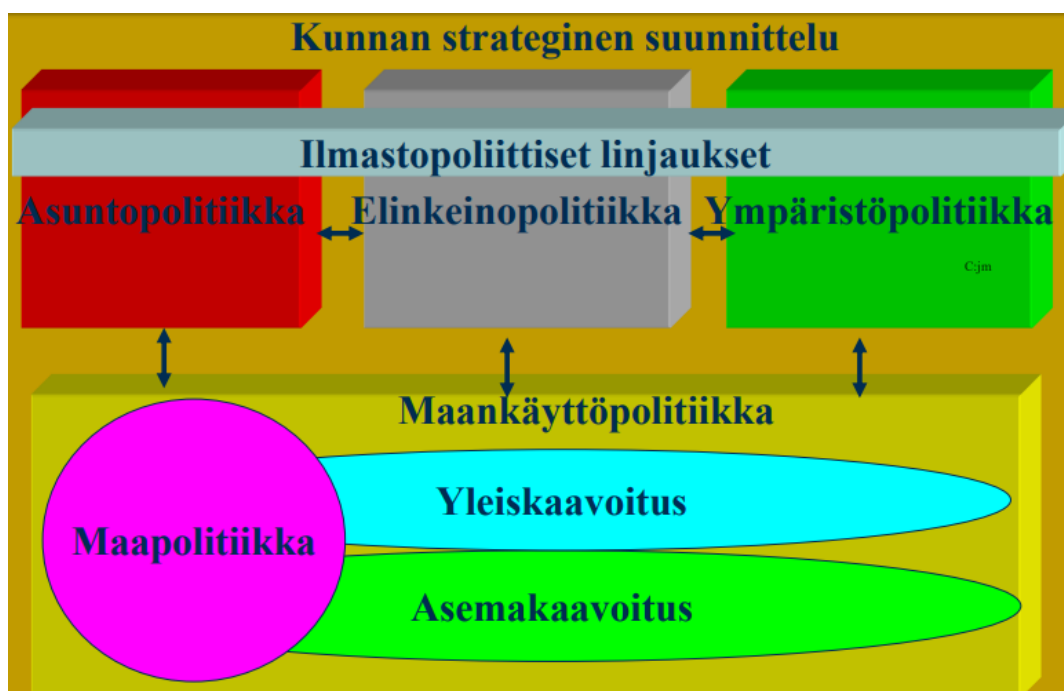 Kunnan strateginen suunnittelu
Ilmastopoliittiset linjaukset
Asuntopolitiikka
Elinkeinopolitiikka
Ympäristöpolitiikka
C:jm
Maankäyttöpolitiikka
Yleiskaavoitus
Maapolitiikka
Asemakaavoitus